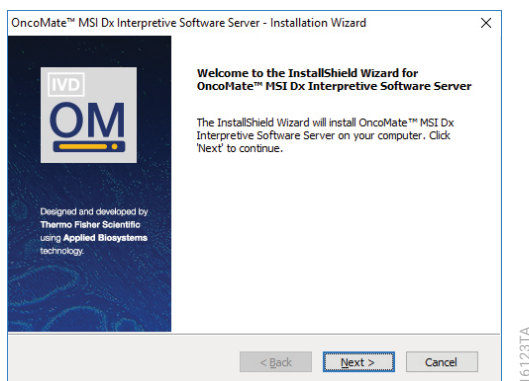 OncoMate™ MSI Dx Interpretive Software Server - Installation Wizard
IVD
OM
Designed and developed by
Thermo Fisher Scientific
using Applied Biosystems
technology.
Welcome to the InstallShield Wizard for
OncoMate™ MSI Dx Interpretive Software Server
The InstallShield Wizard will install OncoMate™ MSI Dx
Interpretive Software Server on your computer. Click
'Next' to continue.
< Back
Next >
Cancel
16123TA